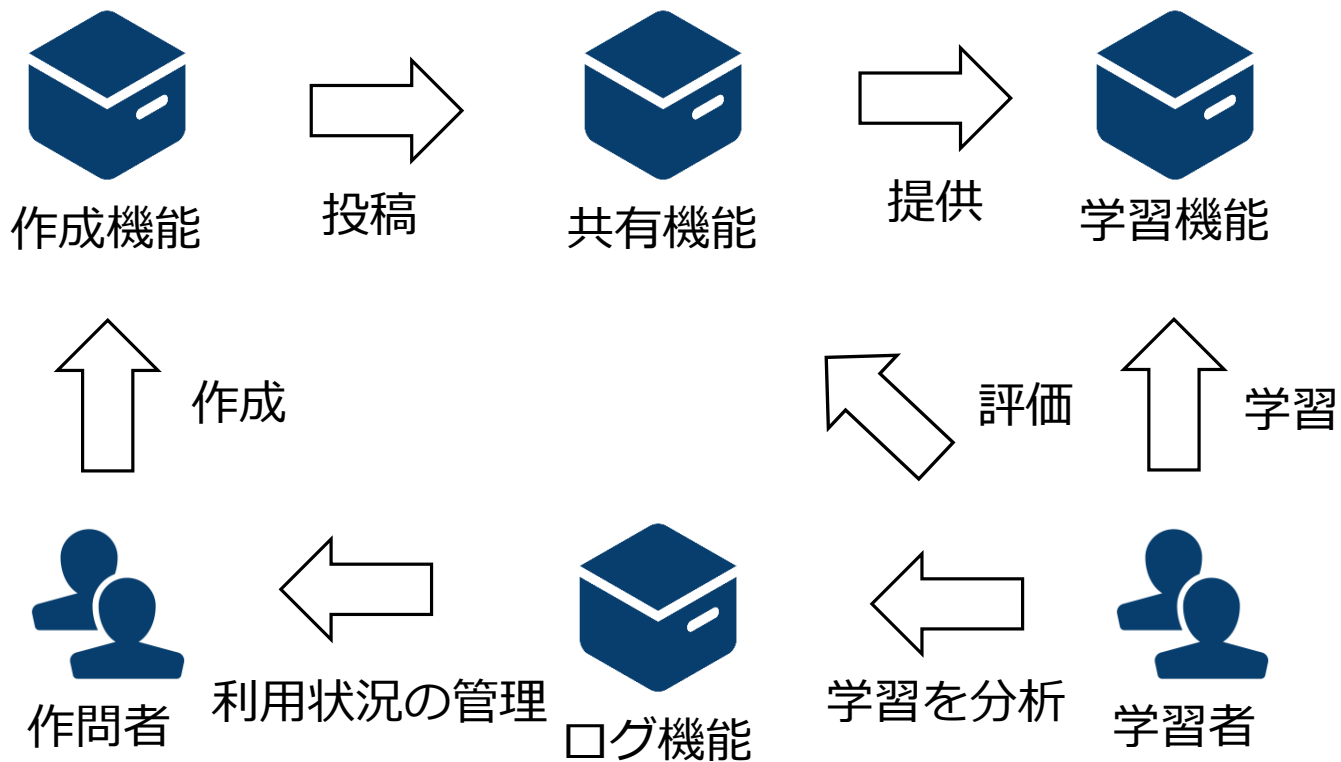 作成機能
投稿
共有機能
提供
学習機能
作成
評価
学習
作問者
利用状況の管理
ログ機能
学習を分析
学習者